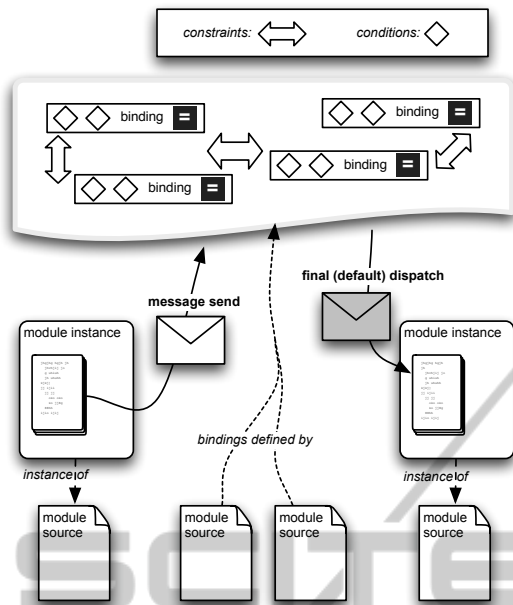 constraints: conditions:
binding =
binding =
binding =
binding =
final (default) dispatch
message send
module instance
module instance
bindings defined by
instance of
instance of
module
source
module
source
module
source
module
source
SCITE